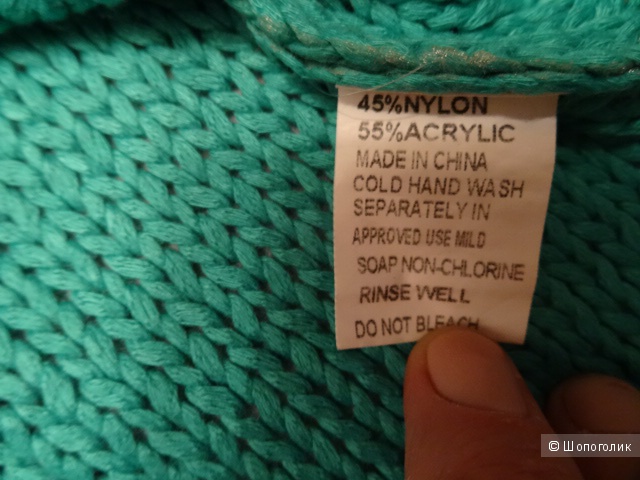 45%NYLON
55%ACRYLIC
MADE IN CHINA
COLD HAND WASH
SEPARATELY IN
APPROVED USE MILD
SOAP NON-CHLORINE
RINSE WELL
DO NOT BLEACH
© Шопоголик